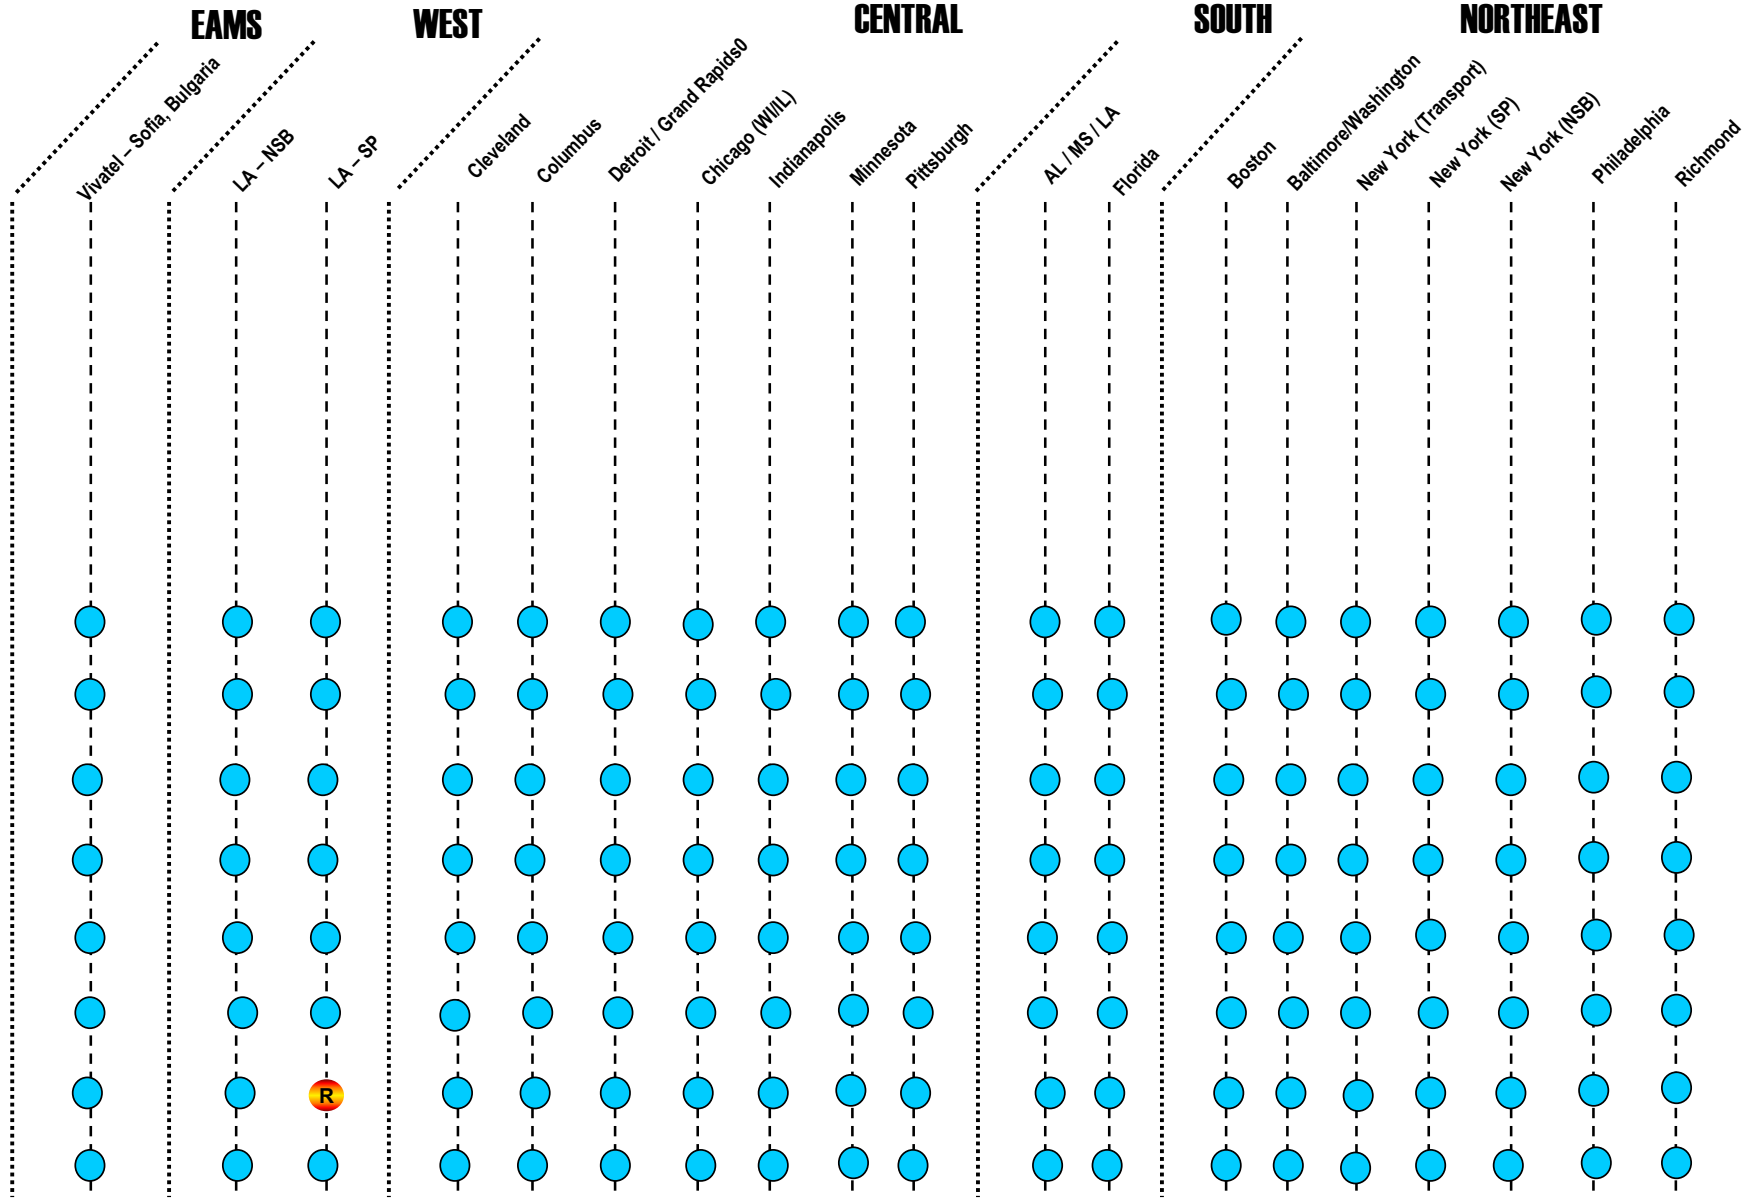 EAMS
WEST
CENTRAL
SOUTH
NORTHEAST
Vivatel – Sofia, Bulgaria
LA – NSB
LA – SP
Cleveland
Columbus
Detroit / Grand Rapids0
Chicago (WI/IL)
Indianapolis
Minnesota
Pittsburgh
AL / MS / LA
Florida
Boston
Baltimore/Washington
New York (Transport)
New York (SP)
New York (NSB)
Philadelphia
Richmond
R